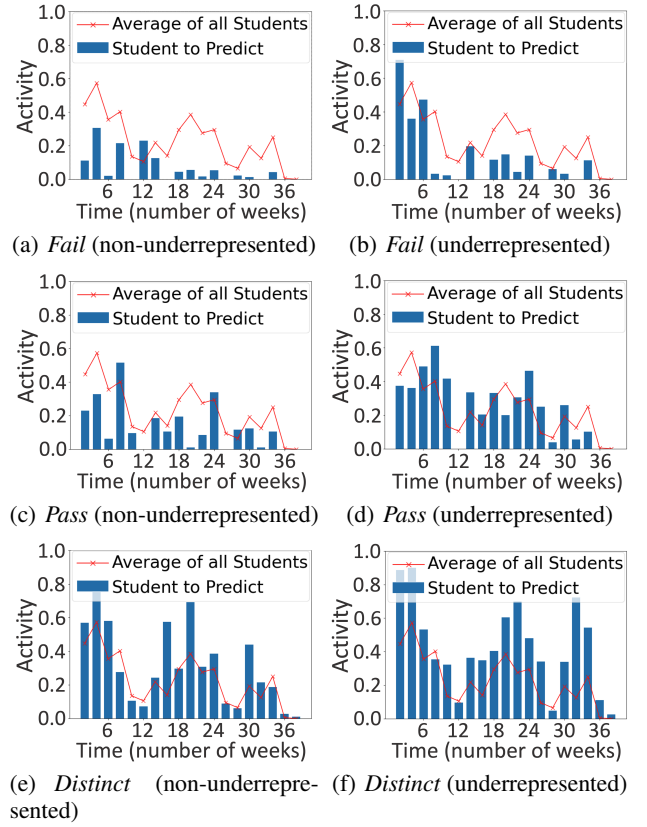 1.0
0.8
0.6
0.4
0.2
0.0
Activity
Average of all Students
Student to Predict
6 12 18 24 30 36
Time (number of weeks)
(a) Fail (non-underrepresented)
1.0
0.8
0.6
0.4
0.2
0.0
Activity
Average of all Students
Student to Predict
6 12 18 24 30 36
Time (number of weeks)
(b) Fail (underrepresented)
1.0
0.8
0.6
0.4
0.2
0.0
Activity
Average of all Students
Student to Predict
6 12 18 24 30 36
Time (number of weeks)
(c) Pass (non-underrepresented)
1.0
0.8
0.6
0.4
0.2
0.0
Activity
Average of all Students
Student to Predict
6 12 18 24 30 36
Time (number of weeks)
(d) Pass (underrepresented)
1.0
0.8
0.6
0.4
0.2
0.0
Activity
Average of all Students
Student to Predict
6 12 18 24 30 36
Time (number of weeks)
(e) Distinct (non-underrepre-
sented)
1.0
0.8
0.6
0.4
0.2
0.0
Activity
Average of all Students
Student to Predict
6 12 18 24 30 36
Time (number of weeks)
(f) Distinct (underrepresented)